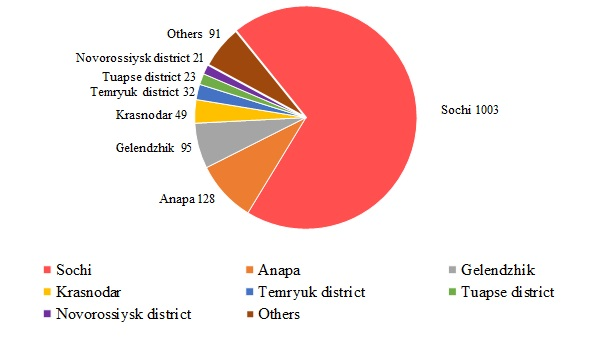 Others 91
Novorossiysk district 21
Tuapse district 23
Temryuk district 32
Krasnodar 49
Gelendzhik 95
Anapa 128
Sochi 1003
Sochi
Anapa
Gelendzhik
Krasnodar
Temryuk district
Tuapse district
Novorossiysk district
Others